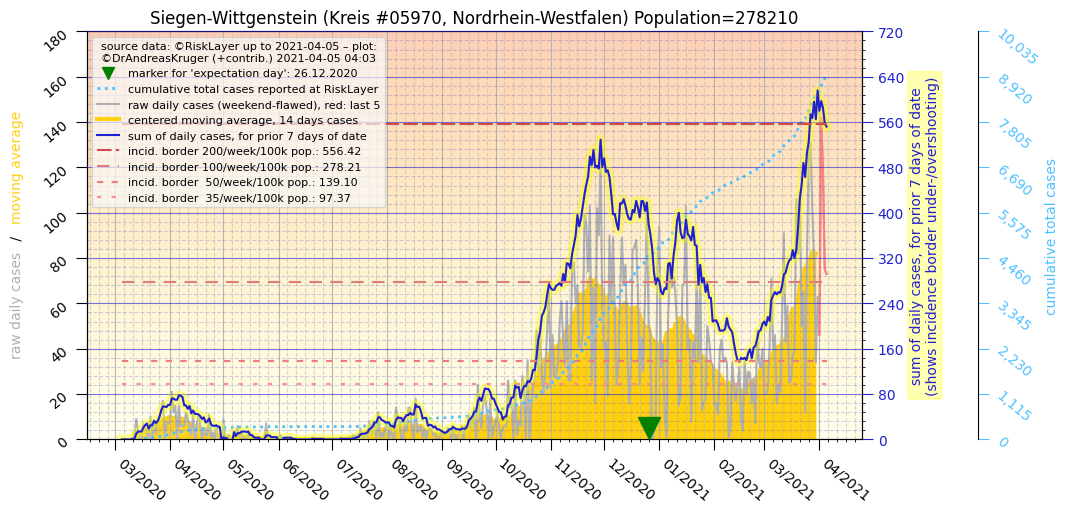 Siegen-Wittgenstein (Kreis #05970, Nordrhein-Westfalen) Population=278210
source data: ©RiskLayer up to 2021-04-05 – plot:
©DrAndreasKruger (+contrib.) 2021-04-05 04:03
marker for 'expectation day': 26.12.2020
cumulative total cases reported at RiskLayer
raw daily cases (weekend-flawed), red: last 5
centered moving average, 14 days cases
sum of daily cases, for prior 7 days of date
incid. border 200/week/100k pop.: 556.42
incid. border 100/week/100k pop.: 278.21
incid. border  50/week/100k pop.: 139.10
incid. border  35/week/100k pop.: 97.37
raw daily cases  /  moving average
180
160
140
120
100
80
60
40
20
0
03/2020
04/2020
05/2020
06/2020
07/2020
08/2020
09/2020
10/2020
11/2020
12/2020
01/2021
02/2021
03/2021
04/2021
720
640
560
480
400
320
240
160
80
0
sum of daily cases, for prior 7 days of date
(shows incidence border under-/overshooting)
10,035
8,920
7,805
6,690
5,575
4,460
3,345
2,230
1,115
0
cumulative total cases